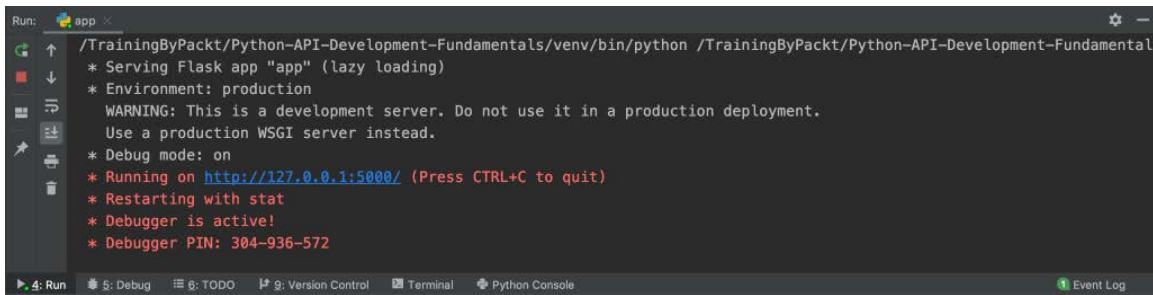 Run: app
/TrainingByPackt/Python-API-Development-Fundamentals/venv/bin/python /TrainingByPackt/Python-API-Development-Fundamental
* Serving Flask app "app" (lazy loading)
* Environment: production
WARNING: This is a development server. Do not use it in a production deployment.
Use a production WSGI server instead.
* Debug mode: on
* Running on http://127.0.0.1:5000/ (Press CTRL+C to quit)
* Restarting with stat
* Debugger is active!
* Debugger PIN: 304-936-572
4: Run 5: Debug 6: TODO 9: Version Control Terminal Python Console 1 Event Log